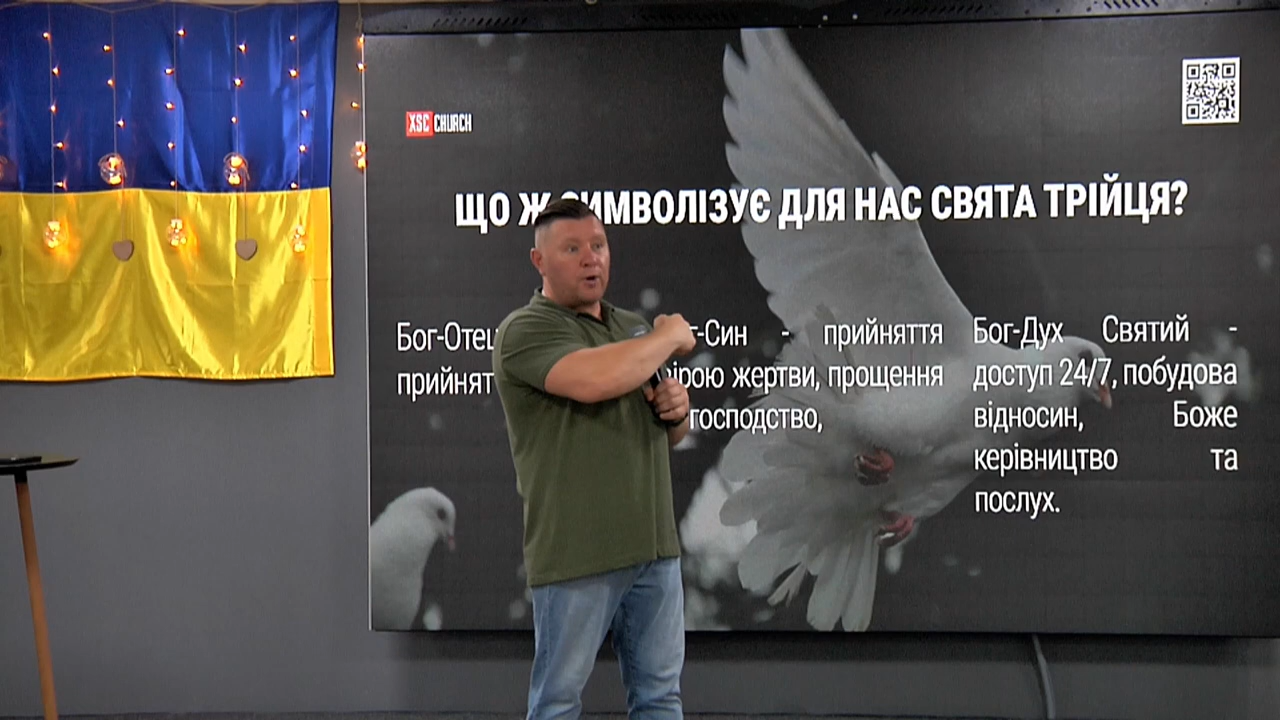 XSC CHURCH
ЩО Ж СИМВОЛІЗУЄ ДЛЯ НАС СВЯТА ТРІЙЦЯ?
Бог-Отец
прийнят
-Син - прийняття
вірою жертви, прощення
господство,
Бог-Дух Святий -
доступ 24/7, побудова
відносин, Боже
керівництво та
послух.